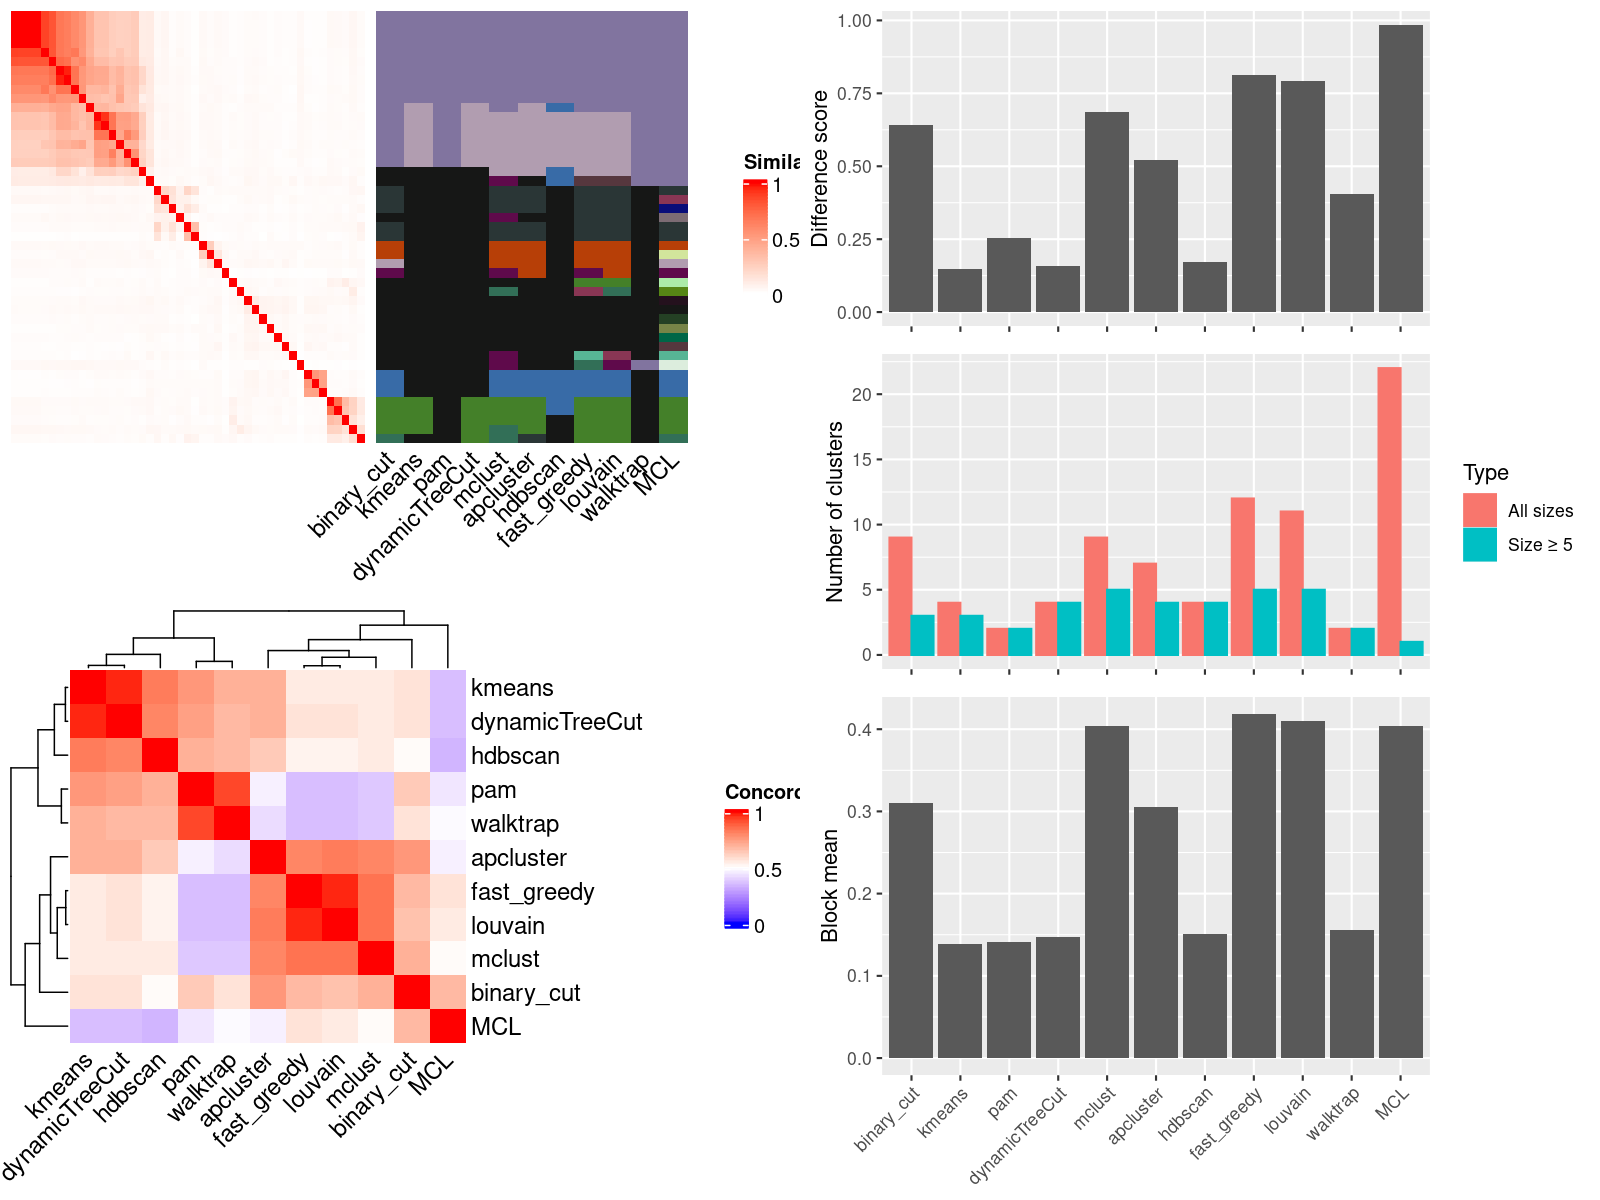 Simila
1
0.5
0
binary_cut
kmeans
pam
dynamicTreeCut
mclust
apcluster
hdbscan
fast_greedy
louvain
walktrap
MCL
kmeans
dynamicTreeCut
hdbscan
pam
walktrap
apcluster
fast_greedy
louvain
mclust
binary_cut
MCL
kmeans
dynamicTreeCut
hdbscan
pam
walktrap
apcluster
fast_greedy
louvain
mclust
binary_cut
MCL
Concord
1
0.5
0
Difference score
1.00
0.75
0.50
0.25
0.00
Number of clusters
20
15
10
5
0
Type
All sizes
Size ≥ 5
Block mean
0.4
0.3
0.2
0.1
0.0
binary_cut
kmeans
pam
dynamicTreeCut
mclust
apcluster
hdbscan
fast_greedy
louvain
walktrap
MCL